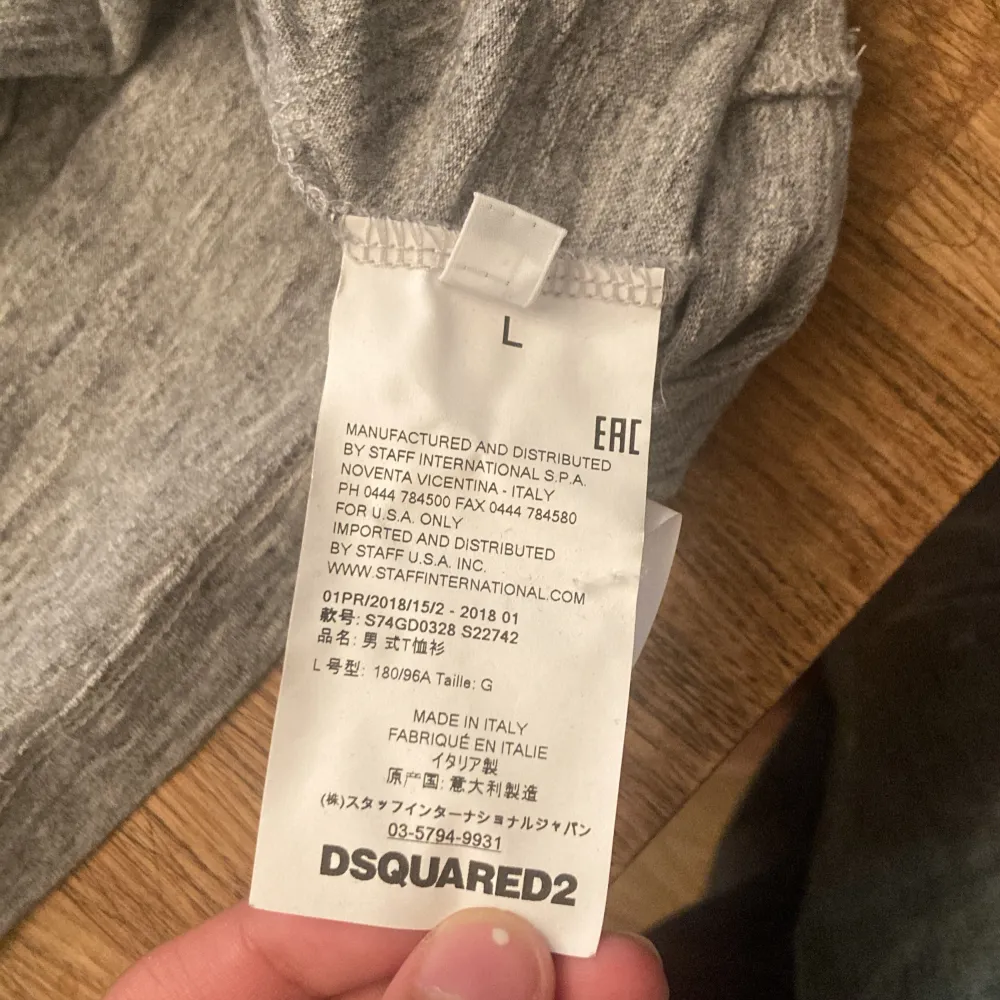 L
EAC
MANUFACTURED AND DISTRIBUTED
BY STAFF INTERNATIONAL S.P.A.
NOVENTA VICENTINA - ITALY
PH 0444 784500 FAX 0444 784580
FOR U.S.A. ONLY
IMPORTED AND DISTRIBUTED
BY STAFF U.S.A. INC.
WWW.STAFFINTERNATIONAL.COM
01PR/2018/15/2 - 2018 01
款号: S74GD0328 S22742
品名: 男 式T恤衫
L 号型: 180/96A Taille: G
MADE IN ITALY
FABRIQUÉ EN ITALIE
イタリア製
原产国: 意大利製造
(株)スタッフインターナショナルジャパン
03-5794-9931
DSQUARED2